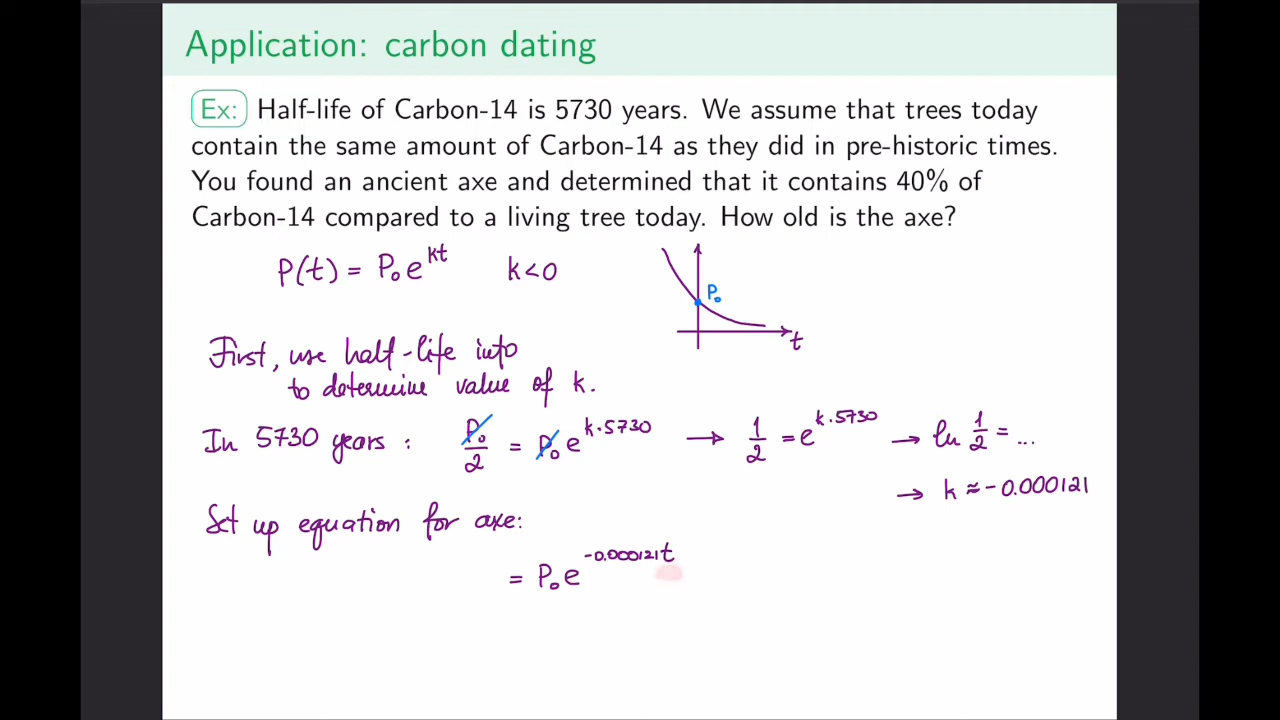 Application: carbon dating
Ex: Half-life of Carbon-14 is 5730 years. We assume that trees today
contain the same amount of Carbon-14 as they did in pre-historic times.
You found an ancient axe and determined that it contains 40% of
Carbon-14 compared to a living tree today. How old is the axe?
P(t) = P₀e^{kt} k<0
P₀
t
First, use half-life info
to determine value of k.
In 5730 years: P₀/2 = P₀e^{k·5730} → 1/2 = e^{k·5730} → ln 1/2 = ...
→ k ≈ -0.000121
Set up equation for axe:
= P₀e^{-0.000121t}